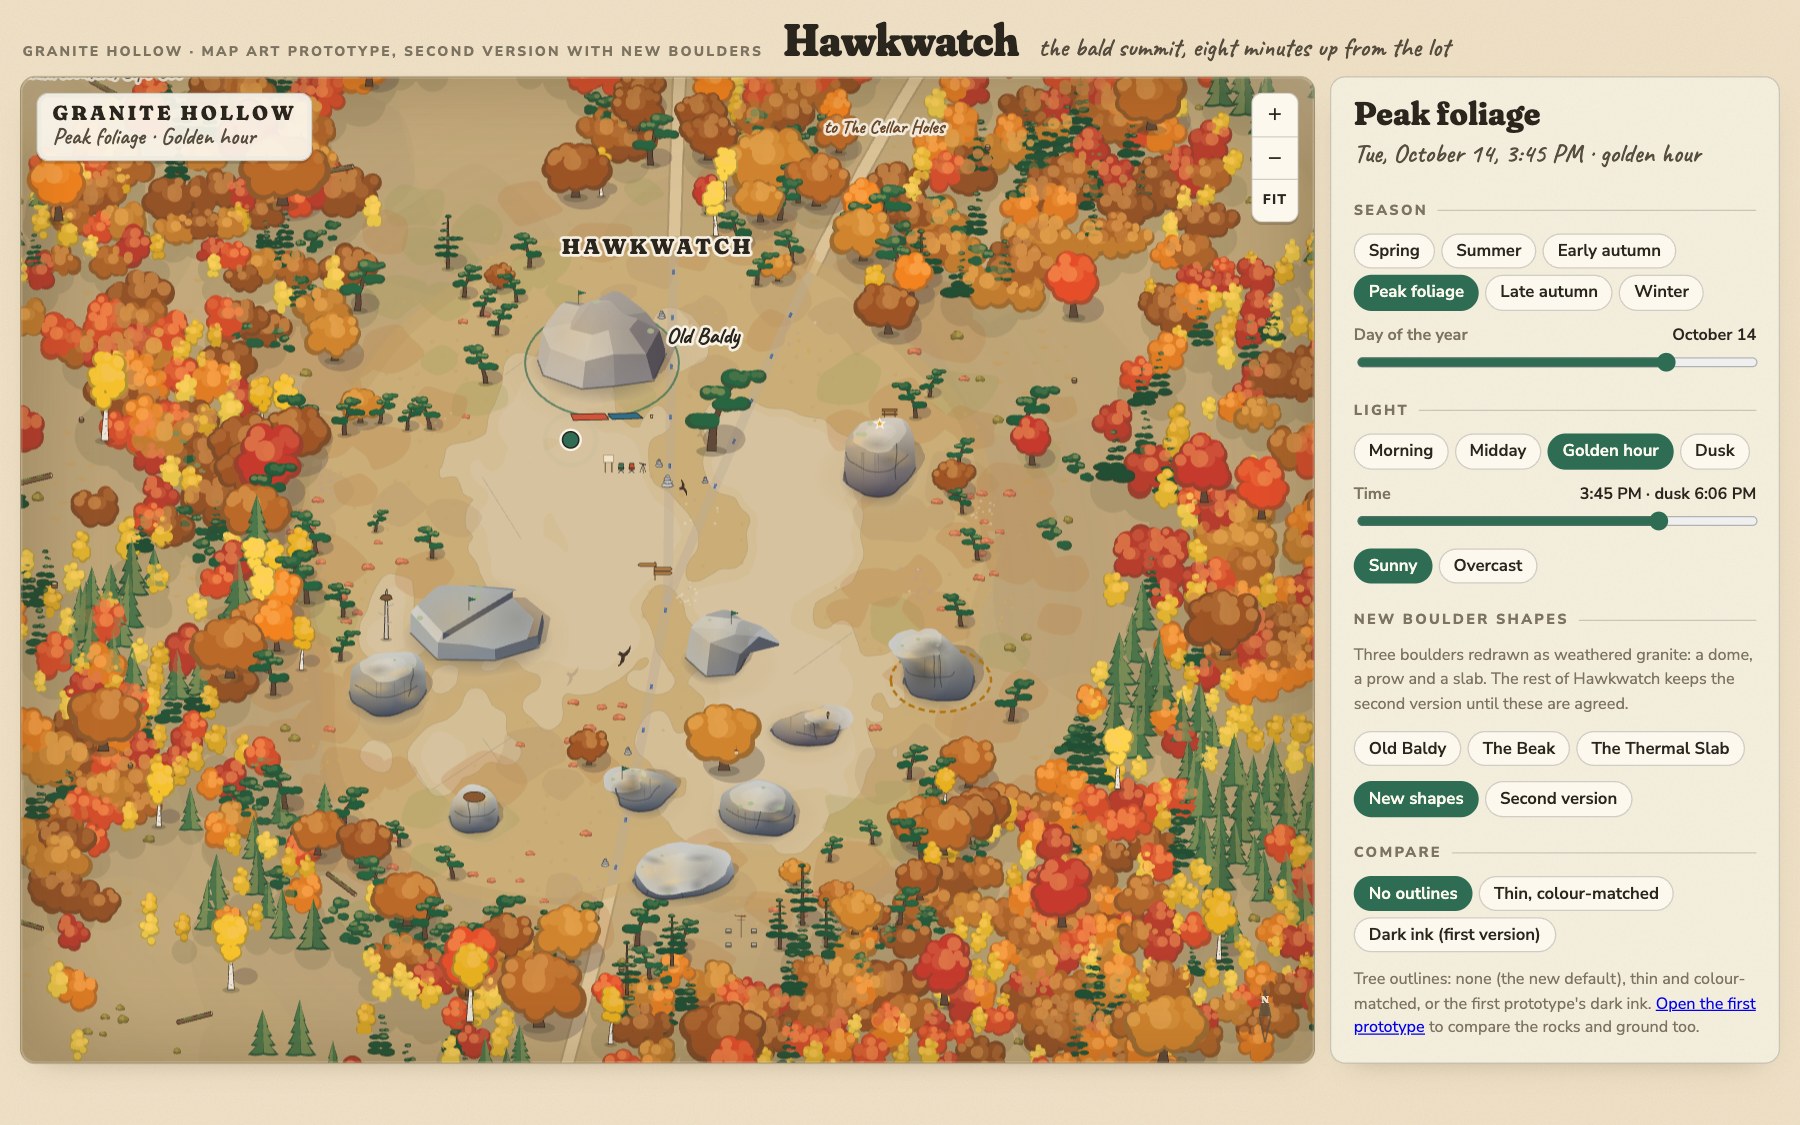 GRANITE HOLLOW · MAP ART PROTOTYPE, SECOND VERSION WITH NEW BOULDERS
Hawkwatch
the bald summit, eight minutes up from the lot
GRANITE HOLLOW
Peak foliage · Golden hour
to The Cellar Holes
+
−
FIT
HAWKWATCH
Old Baldy
N
Peak foliage
Tue, October 14, 3:45 PM · golden hour
SEASON
Spring
Summer
Early autumn
Peak foliage
Late autumn
Winter
Day of the year
October 14
LIGHT
Morning
Midday
Golden hour
Dusk
Time
3:45 PM · dusk 6:06 PM
Sunny
Overcast
NEW BOULDER SHAPES
Three boulders redrawn as weathered granite: a dome,
a prow and a slab. The rest of Hawkwatch keeps the
second version until these are agreed.
Old Baldy
The Beak
The Thermal Slab
New shapes
Second version
COMPARE
No outlines
Thin, colour-matched
Dark ink (first version)
Tree outlines: none (the new default), thin and colour-
matched, or the first prototype's dark ink. Open the first
prototype to compare the rocks and ground too.